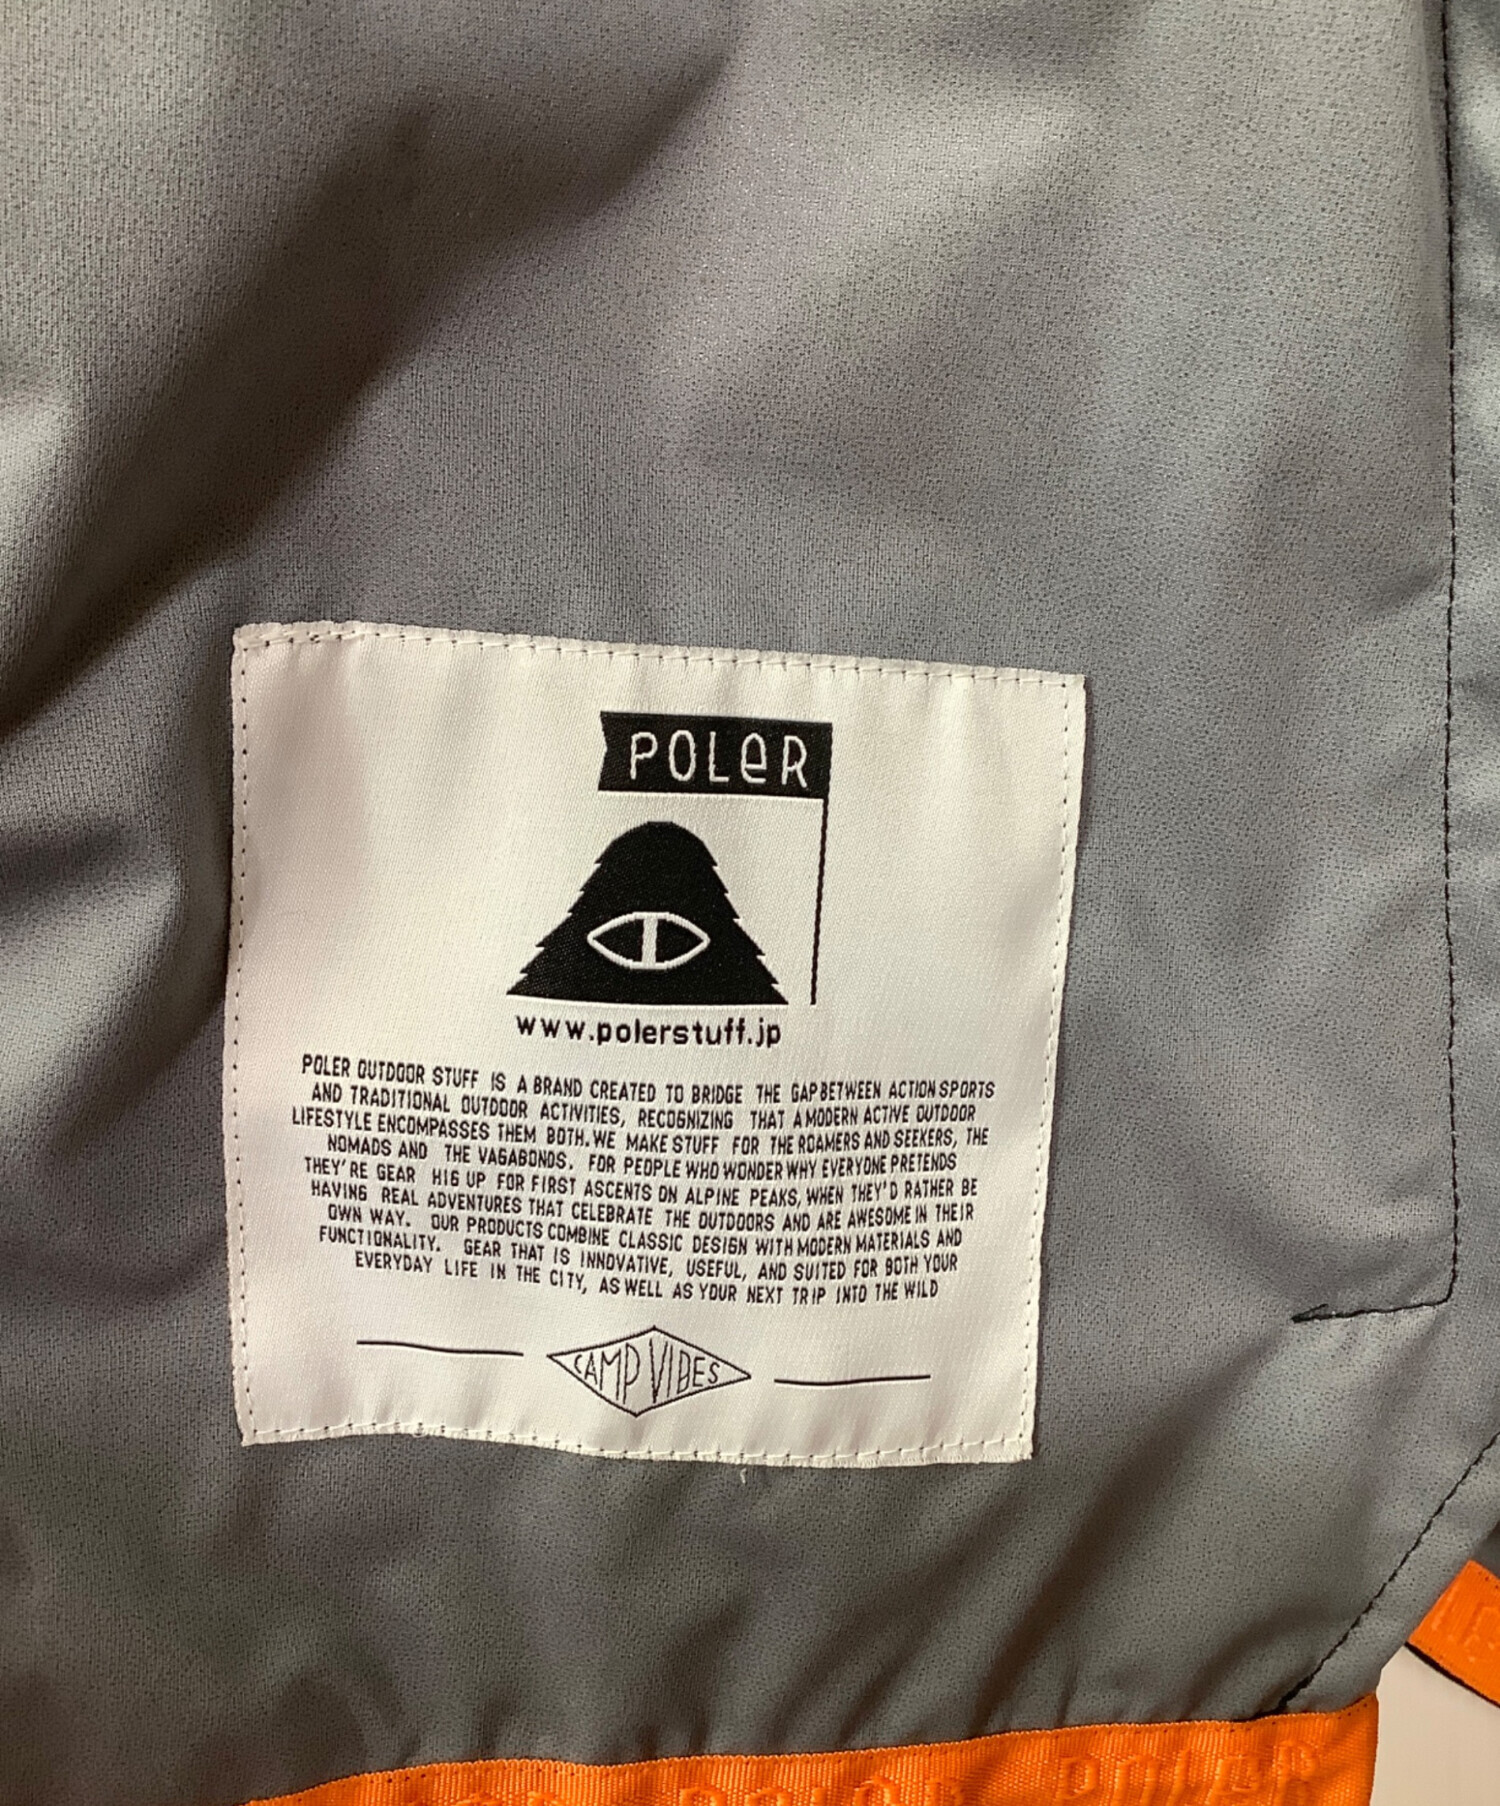 POLeR
www.polerstuff.jp
POLER OUTDOOR STUFF IS A BRAND CREATED TO BRIDGE THE GAP BETWEEN ACTION SPORTS
AND TRADITIONAL OUTDOOR ACTIVITIES, RECOGNIZING THAT A MODERN ACTIVE OUTDOOR
LIFESTYLE ENCOMPASSES THEM BOTH. WE MAKE STUFF FOR THE ROAMERS AND SEEKERS, THE
NOMADS AND THE VAGABONDS. FOR PEOPLE WHO WONDER WHY EVERYONE PRETENDS
THEY'RE GEAR HIG UP FOR FIRST ASCENTS ON ALPINE PEAKS, WHEN THEY'D RATHER BE
HAVING REAL ADVENTURES THAT CELEBRATE THE OUTDOORS AND ARE AWESOME IN THEIR
OWN WAY. OUR PRODUCTS COMBINE CLASSIC DESIGN WITH MODERN MATERIALS AND
FUNCTIONALITY. GEAR THAT IS INNOVATIVE, USEFUL, AND SUITED FOR BOTH YOUR
EVERYDAY LIFE IN THE CITY, AS WELL AS YOUR NEXT TRIP INTO THE WILD
CAMP VIBES
POLeR POLeR